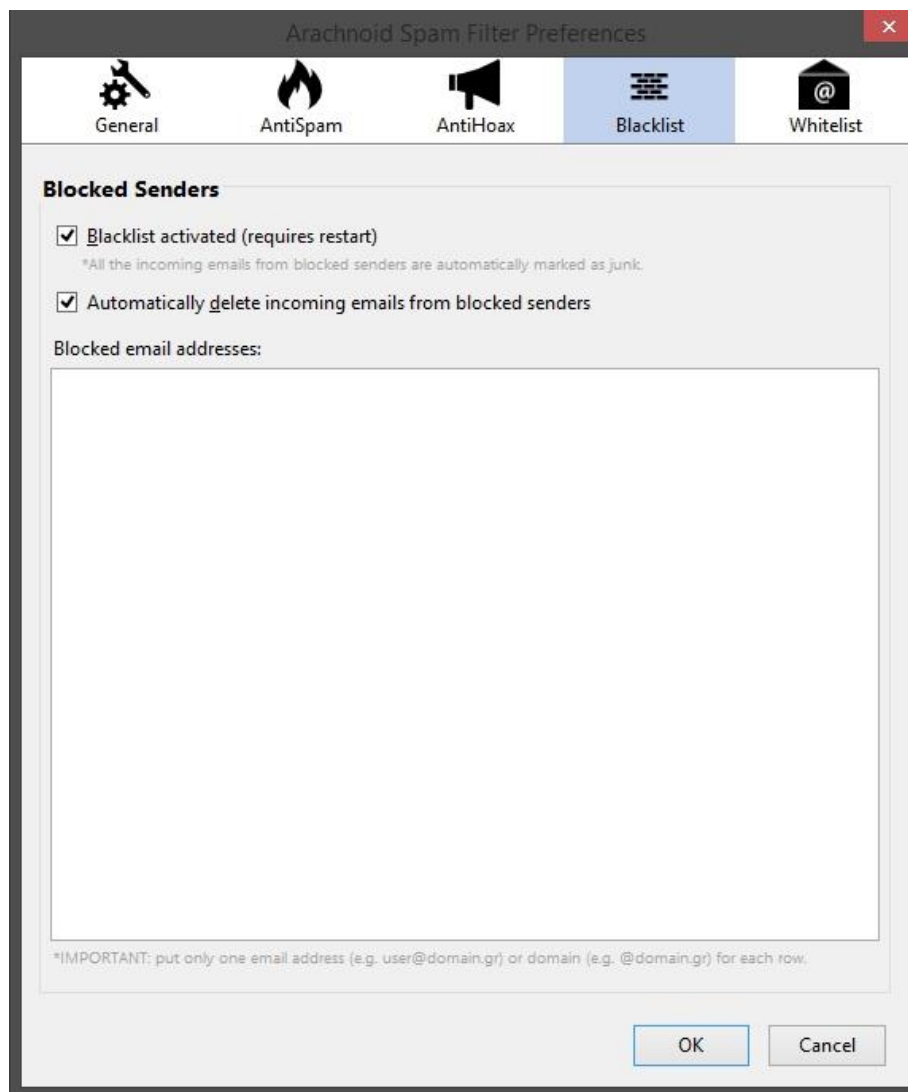 Arachnoid Spam Filter Preferences
General AntiSpam AntiHoax Blacklist Whitelist
Blocked Senders
Blacklist activated (requires restart)
*All the incoming emails from blocked senders are automatically marked as junk.
Automatically delete incoming emails from blocked senders
Blocked email addresses:
*IMPORTANT: put only one email address (e.g. user@domain.gr) or domain (e.g. @domain.gr) for each row.
OK Cancel